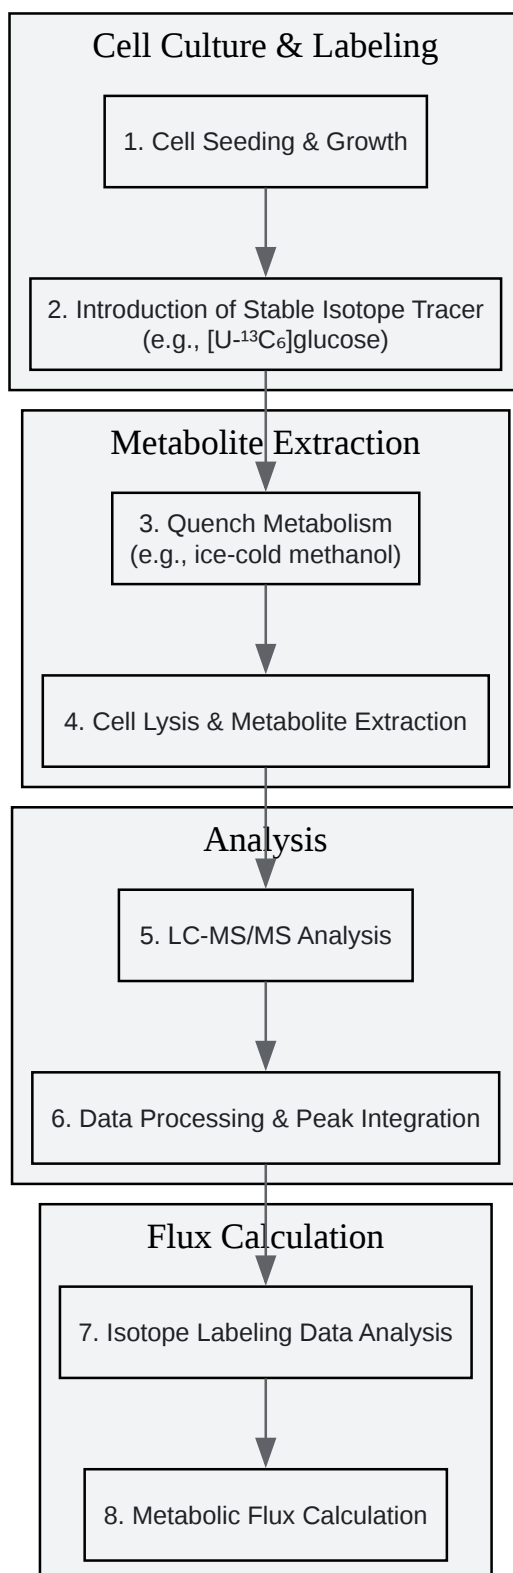 Cell Culture & Labeling
1. Cell Seeding & Growth
2. Introduction of Stable Isotope Tracer
(e.g., [U-¹³C₆]glucose)
Metabolite Extraction
3. Quench Metabolism
(e.g., ice-cold methanol)
4. Cell Lysis & Metabolite Extraction
Analysis
5. LC-MS/MS Analysis
6. Data Processing & Peak Integration
Flux Calculation
7. Isotope Labeling Data Analysis
8. Metabolic Flux Calculation